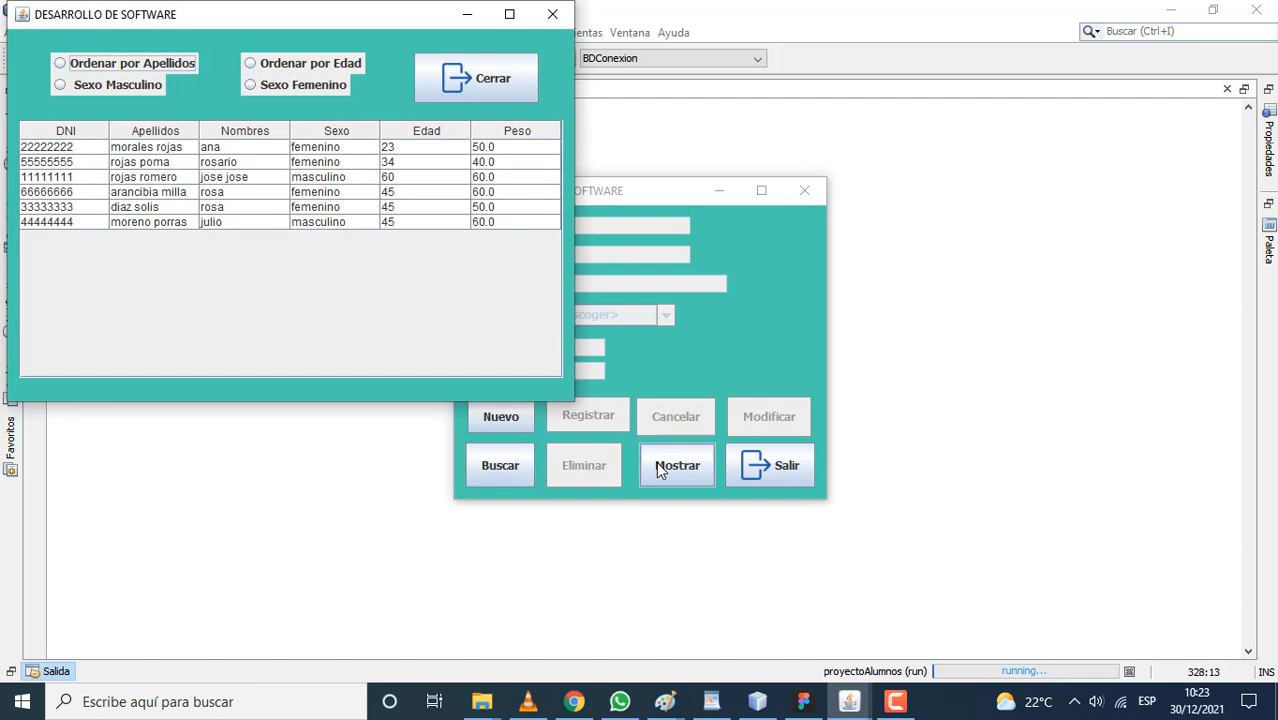 DESARROLLO DE SOFTWARE
entas Ventana Ayuda
Buscar (Ctrl+I)
BDConexion
Ordenar por Apellidos Ordenar por Edad
Sexo Masculino Sexo Femenino
Cerrar
DNI Apellidos Nombres Sexo Edad Peso
22222222 morales rojas ana femenino 23 50.0
55555555 rojas poma rosario femenino 34 40.0
11111111 rojas romero jose jose masculino 60 60.0
66666666 arancibia milla rosa femenino 45 60.0
33333333 diaz solis rosa femenino 45 50.0
44444444 moreno porras julio masculino 45 60.0
OFTWARE
scoger>
Nuevo Registrar Cancelar Modificar
Buscar Eliminar Mostrar Salir
Propiedades
Paleta
Favoritos
Salida
proyectoAlumnos (run) running... 328:13 INS
Escribe aquí para buscar
22°C ESP 10:23
30/12/2021